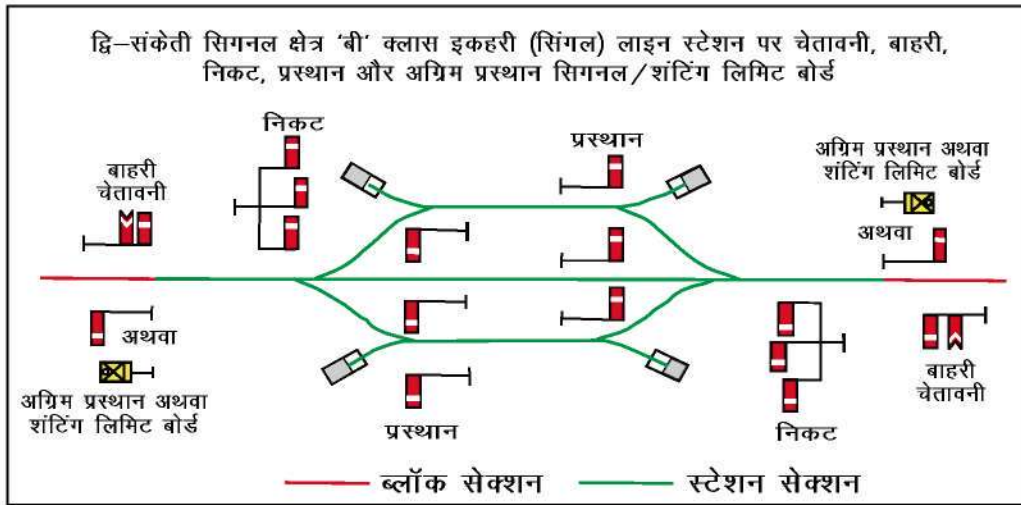 द्वि–संकेती सिगनल क्षेत्र 'बी' क्लास इकहरी (सिंगल) लाइन स्टेशन पर चेतावनी, बाहरी,
निकट, प्रस्थान और अग्रिम प्रस्थान सिगनल/शंटिंग लिमिट बोर्ड
निकट
प्रस्थान
बाहरी
चेतावनी
अग्रिम प्रस्थान अथवा
शंटिंग लिमिट बोर्ड
अथवा
अथवा
अग्रिम प्रस्थान अथवा
शंटिंग लिमिट बोर्ड
प्रस्थान
निकट
बाहरी
चेतावनी
ब्लॉक सेक्शन
स्टेशन सेक्शन